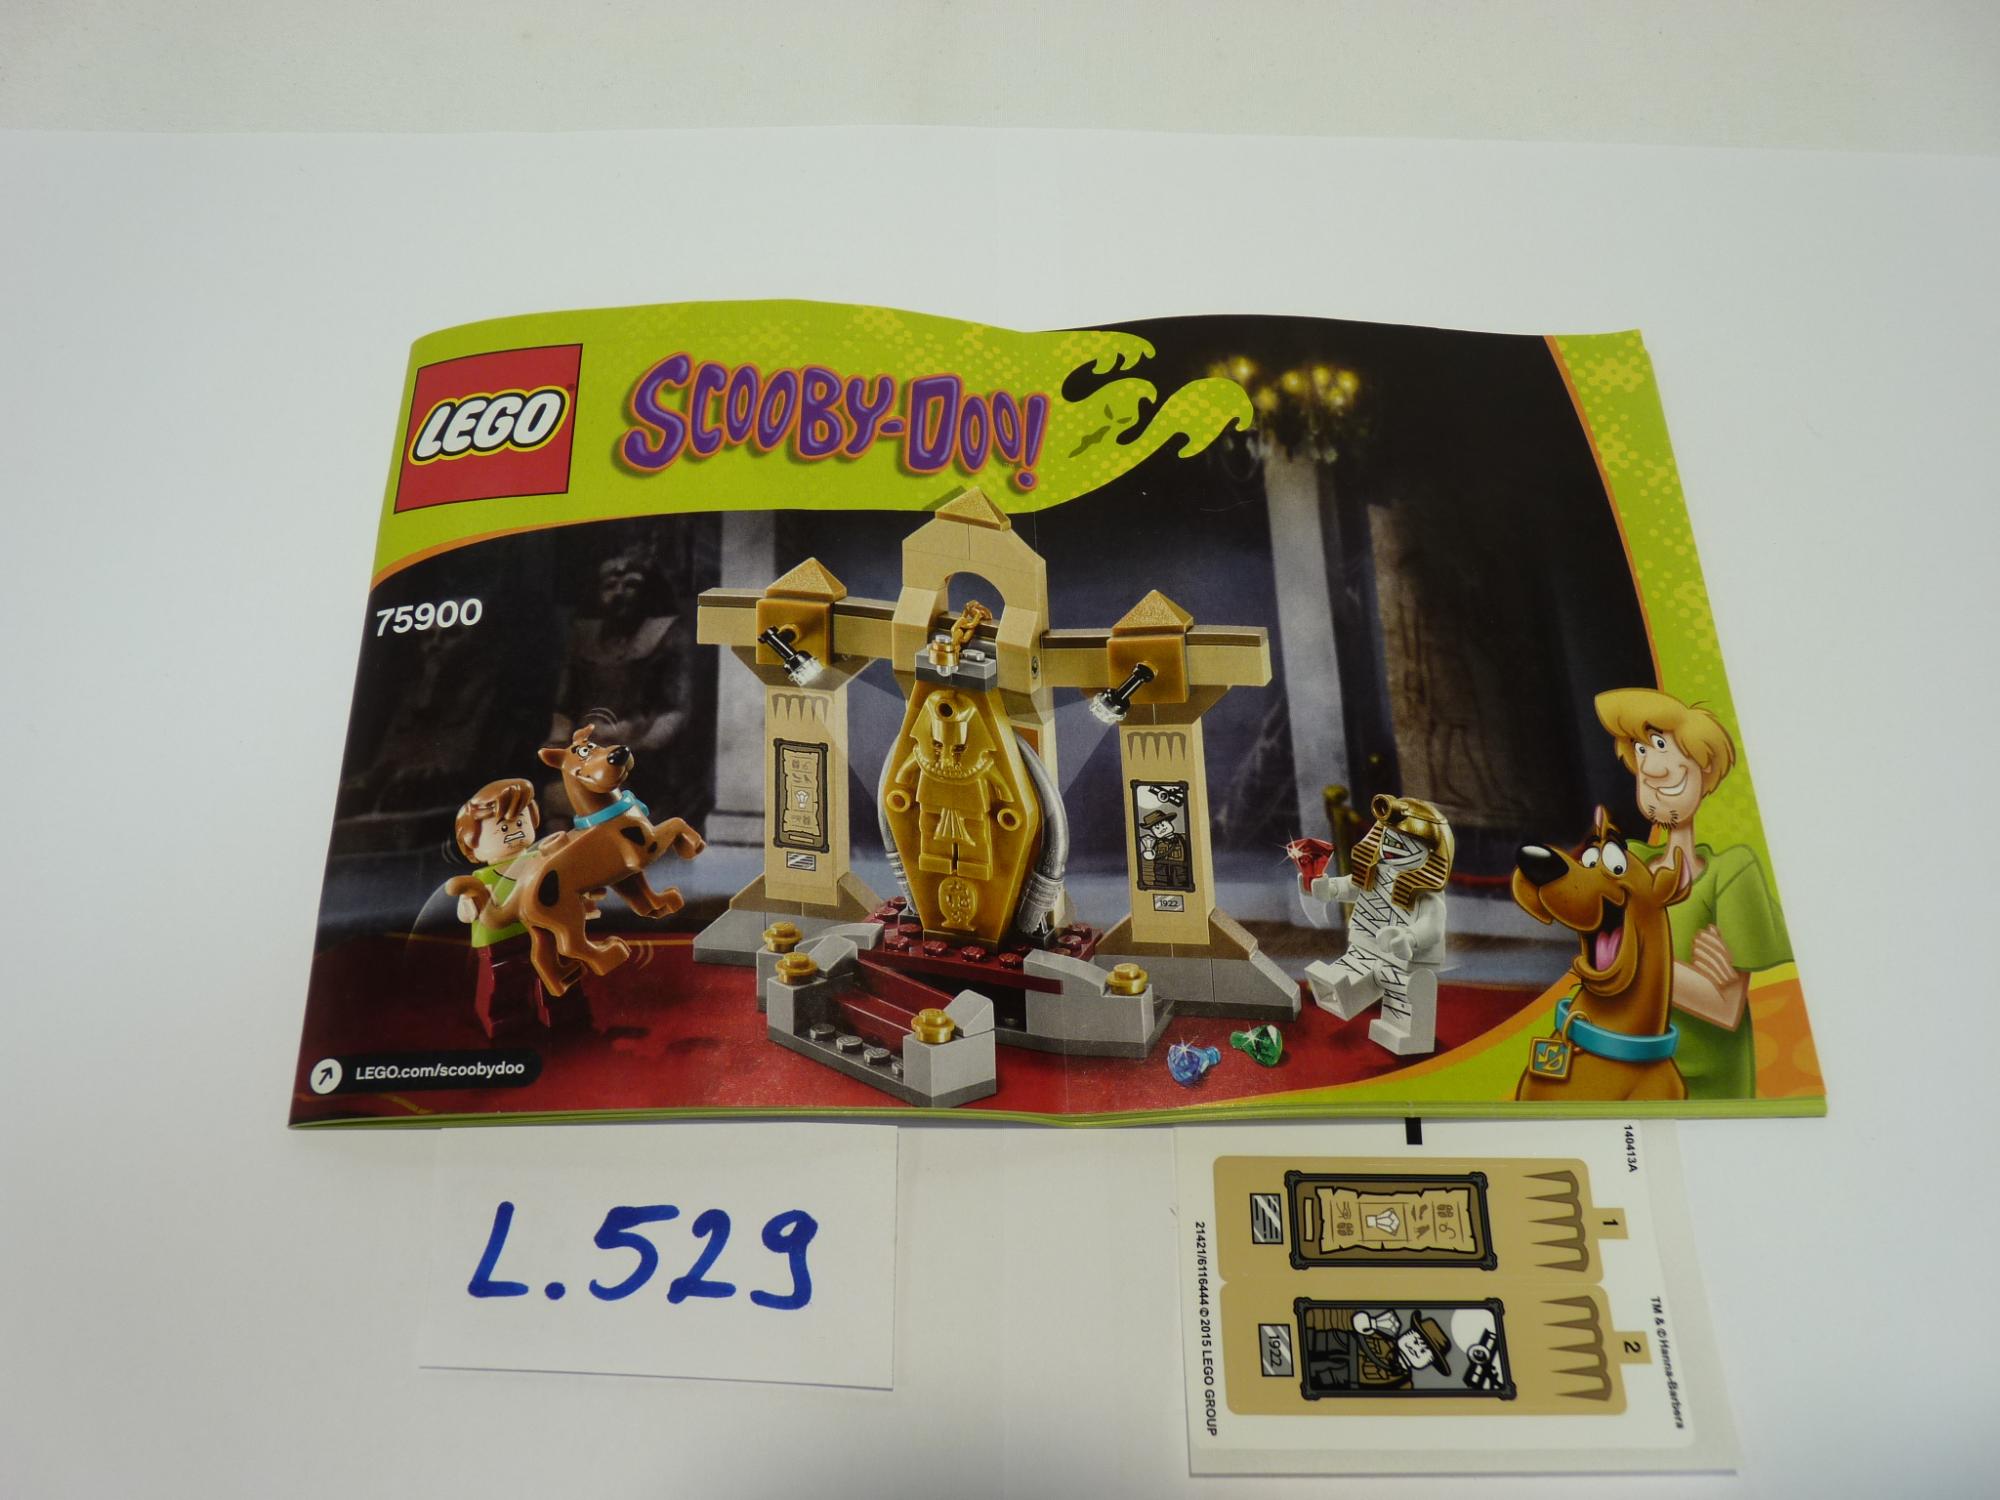 LEGO
SCOOBY-DOO!
75900
1922
LEGO.com/scoobydoo
L.529
140413A
1
2
1922
21421/6116444 © 2015 LEGO GROUP
TM & © Hanna-Barbera